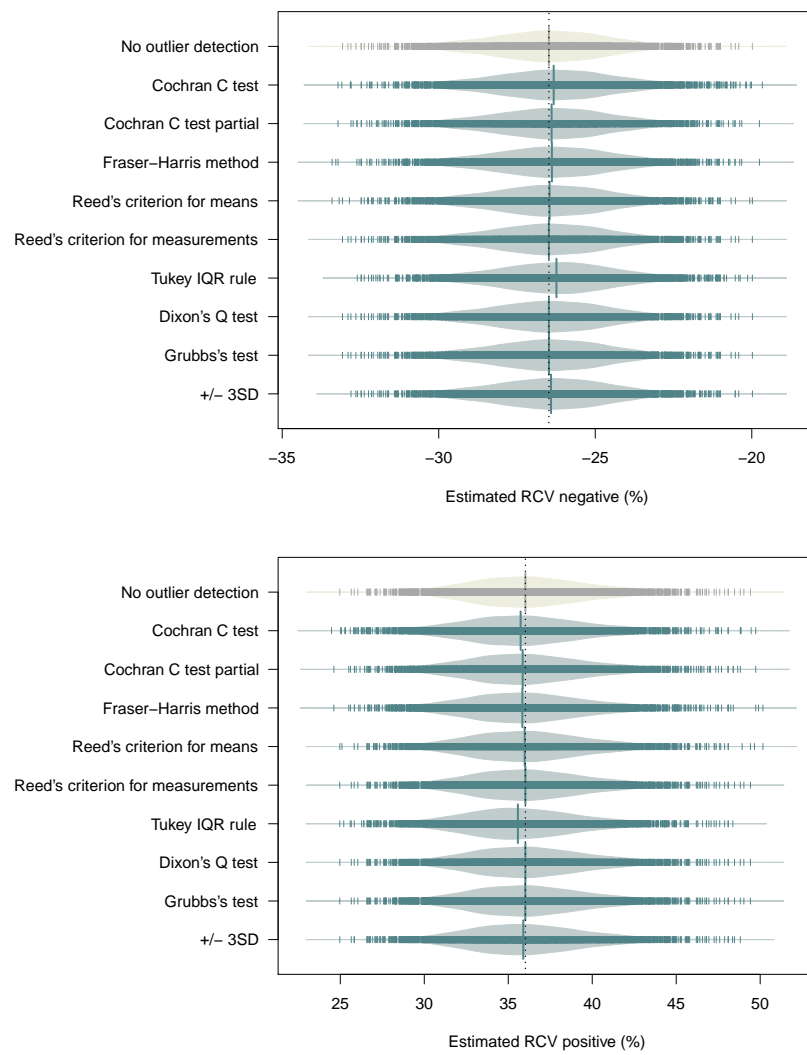 No outlier detection
Cochran C test
Cochran C test partial
Fraser−Harris method
Reed's criterion for means
Reed's criterion for measurements
Tukey IQR rule
Dixon's Q test
Grubbs's test
+/− 3SD
−35 −30 −25 −20
Estimated RCV negative (%)
No outlier detection
Cochran C test
Cochran C test partial
Fraser−Harris method
Reed's criterion for means
Reed's criterion for measurements
Tukey IQR rule
Dixon's Q test
Grubbs's test
+/− 3SD
25 30 35 40 45 50
Estimated RCV positive (%)